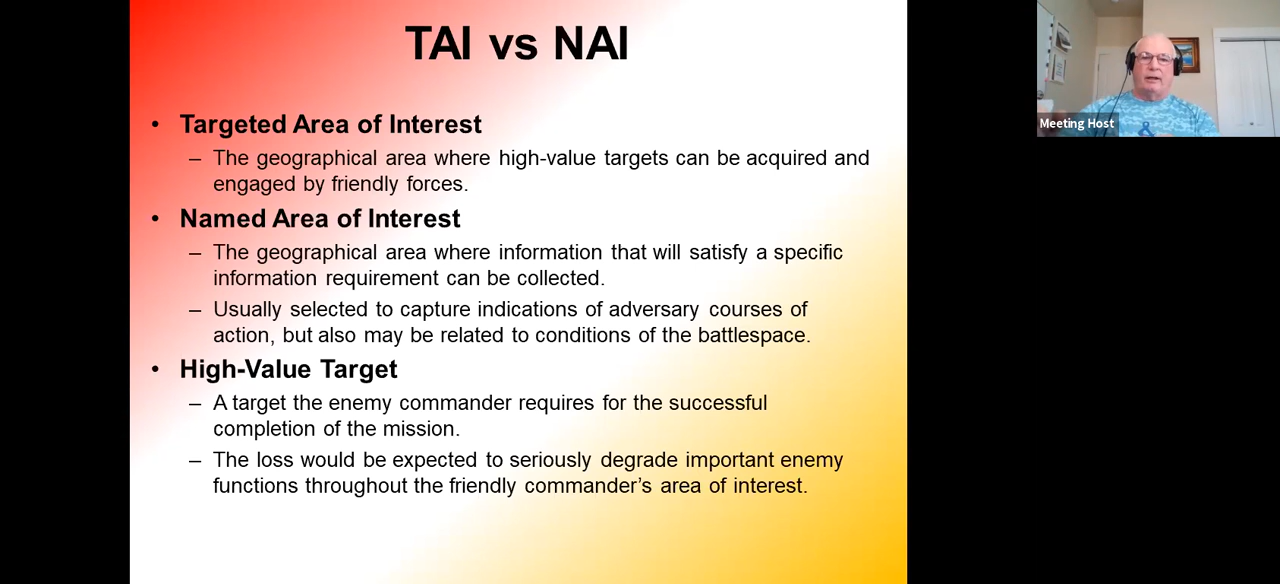 TAI vs NAI
• Targeted Area of Interest
– The geographical area where high-value targets can be acquired and
engaged by friendly forces.
• Named Area of Interest
– The geographical area where information that will satisfy a specific
information requirement can be collected.
– Usually selected to capture indications of adversary courses of
action, but also may be related to conditions of the battlespace.
• High-Value Target
– A target the enemy commander requires for the successful
completion of the mission.
– The loss would be expected to seriously degrade important enemy
functions throughout the friendly commander’s area of interest.
Meeting Host